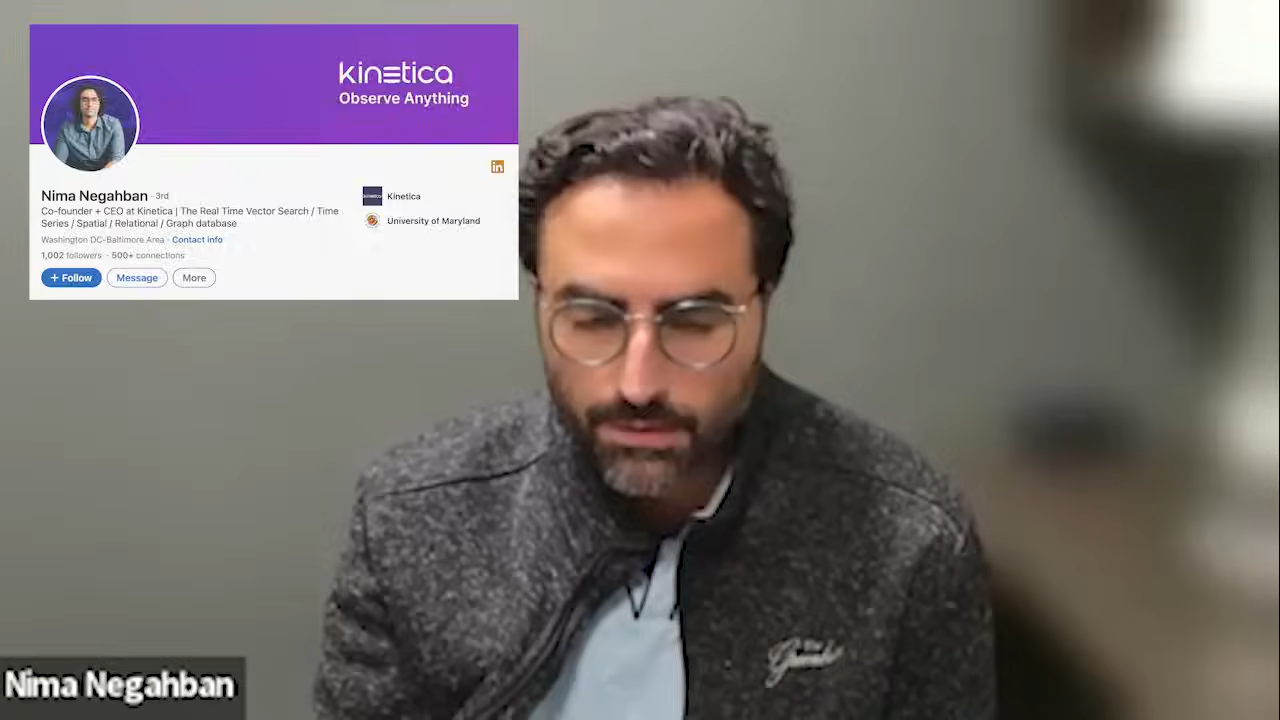 kinetica
Observe Anything
in
Nima Negahban · 3rd
Co-founder + CEO at Kinetica | The Real Time Vector Search / Time
Series / Spatial / Relational / Graph database
Washington DC-Baltimore Area · Contact info
1,002 followers · 500+ connections
+ Follow
Message
More
Kinetica
University of Maryland
Nima Negahban